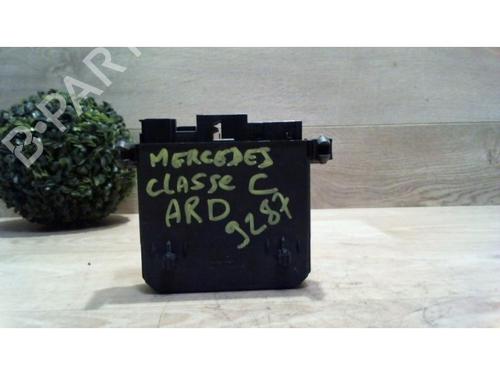 B-PARTS
MERCEDES
CLASSE C
ARD
9287